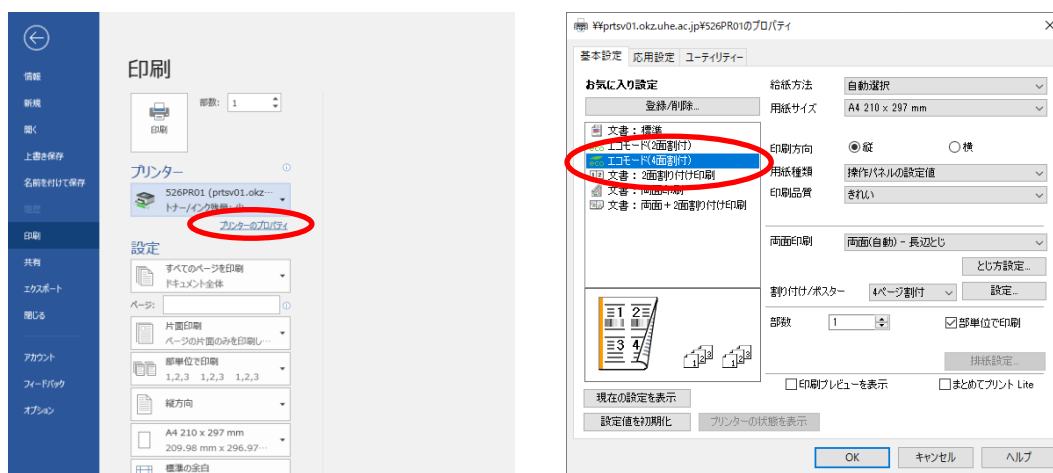 情報
新規
開く
上書き保存
名前を付けて保存
履歴
印刷
共有
エクスポート
閉じる
アカウント
フィードバック
オプション
印刷
印刷
部数: 1
プリンター
526PR01 (prtsv01.okz...
トナー/インク残量: 小
プリンターのプロパティ
設定
すべてのページを印刷
ドキュメント全体
ページ:
片面印刷
ページの片面のみを印刷し...
部単位で印刷
1,2,3 1,2,3 1,2,3
縦方向
A4 210 x 297 mm
209.98 mm x 296.97...
標準の余白
¥¥prtsv01.okz.uhe.ac.jp¥526PR01のプロパティ
基本設定 応用設定 ユーティリティー
お気に入り設定
登録/削除...
文書：標準
エコモード(2面割付)
エコモード(4面割付)
文書：2面割り付け印刷
文書：両面印刷
文書：両面＋2面割り付け印刷
1 2
3 4
1 2 3 1 2 3
現在の設定を表示
設定値を初期化 プリンターの状態を表示
給紙方法 自動選択
用紙サイズ A4 210 x 297 mm
印刷方向 縦 横
用紙種類 操作パネルの設定値
印刷品質 きれい
両面印刷 両面(自動) - 長辺とじ
とじ方設定...
割り付け/ポスター 4ページ割付 設定...
部数 1 部単位で印刷
排紙設定...
印刷プレビューを表示 まとめてプリント Lite
OK キャンセル ヘルプ